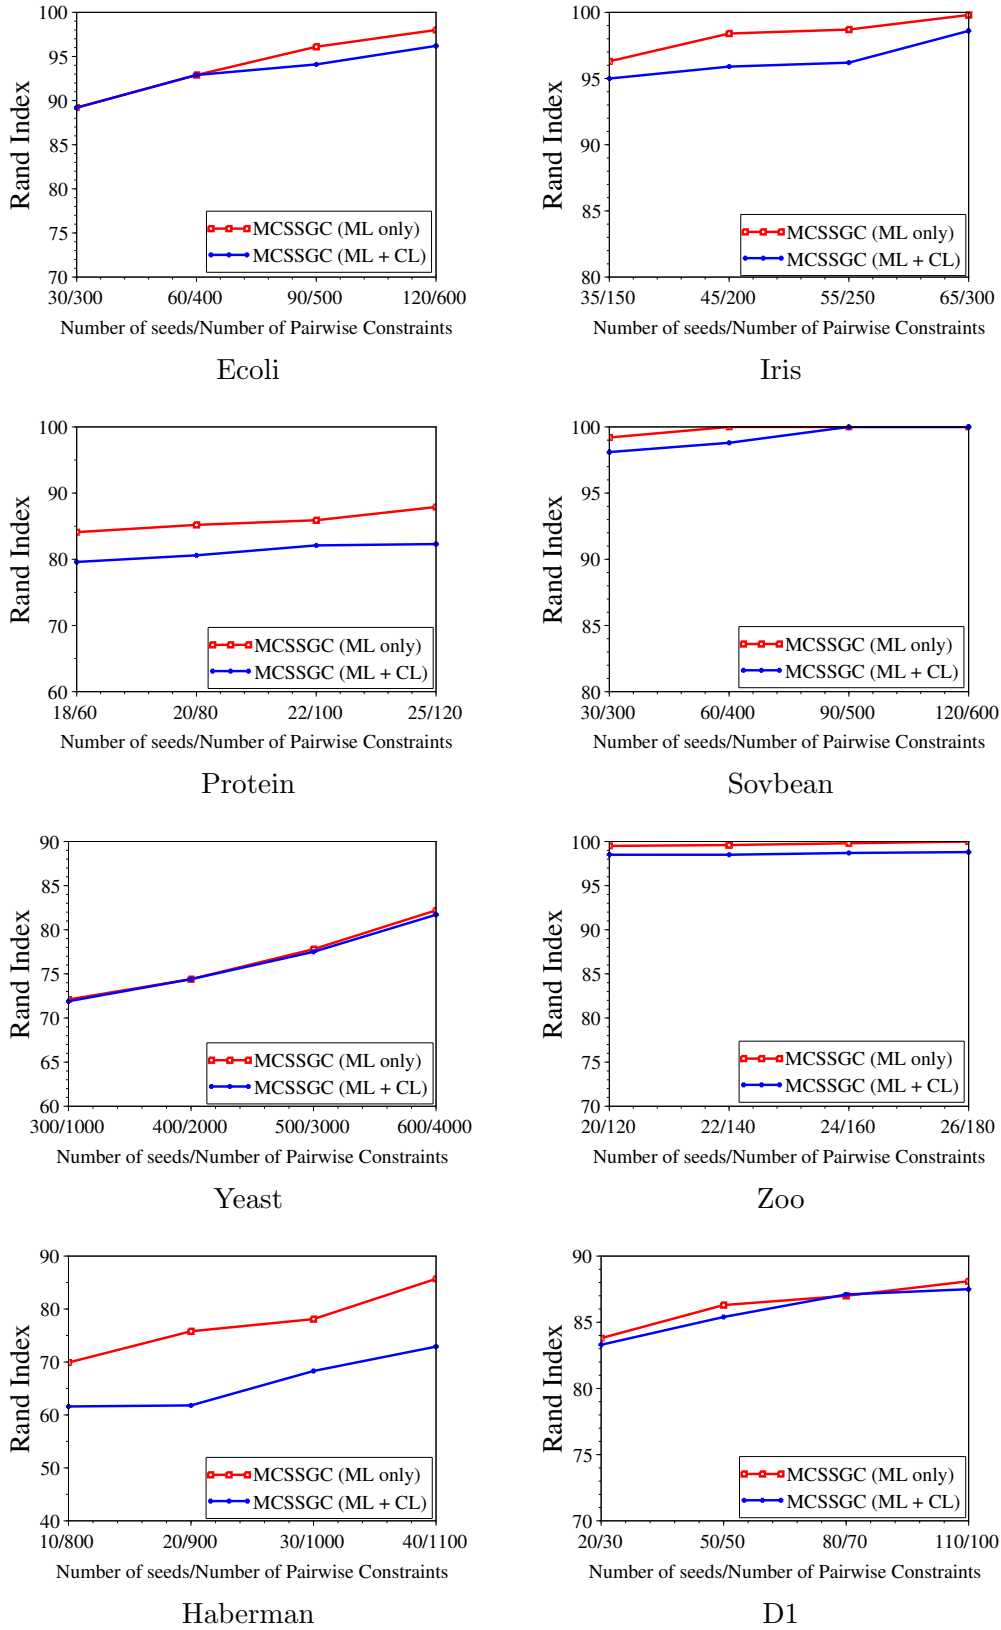 100
95
90
85
80
75
70
Rand Index
MCSSGC (ML only)
MCSSGC (ML + CL)
30/300 60/400 90/500 120/600
Number of seeds/Number of Pairwise Constraints
Ecoli
100
95
90
85
80
Rand Index
MCSSGC (ML only)
MCSSGC (ML + CL)
35/150 45/200 55/250 65/300
Number of seeds/Number of Pairwise Constraints
Iris
100
90
80
70
60
Rand Index
MCSSGC (ML only)
MCSSGC (ML + CL)
18/60 20/80 22/100 25/120
Number of seeds/Number of Pairwise Constraints
Protein
100
95
90
85
80
Rand Index
MCSSGC (ML only)
MCSSGC (ML + CL)
30/300 60/400 90/500 120/600
Number of seeds/Number of Pairwise Constraints
Sovbean
90
85
80
75
70
65
60
Rand Index
MCSSGC (ML only)
MCSSGC (ML + CL)
300/1000 400/2000 500/3000 600/4000
Number of seeds/Number of Pairwise Constraints
Yeast
100
95
90
85
80
75
70
Rand Index
MCSSGC (ML only)
MCSSGC (ML + CL)
20/120 22/140 24/160 26/180
Number of seeds/Number of Pairwise Constraints
Zoo
90
80
70
60
50
40
Rand Index
MCSSGC (ML only)
MCSSGC (ML + CL)
10/800 20/900 30/1000 40/1100
Number of seeds/Number of Pairwise Constraints
Haberman
90
85
80
75
70
Rand Index
MCSSGC (ML only)
MCSSGC (ML + CL)
20/30 50/50 80/70 110/100
Number of seeds/Number of Pairwise Constraints
D1